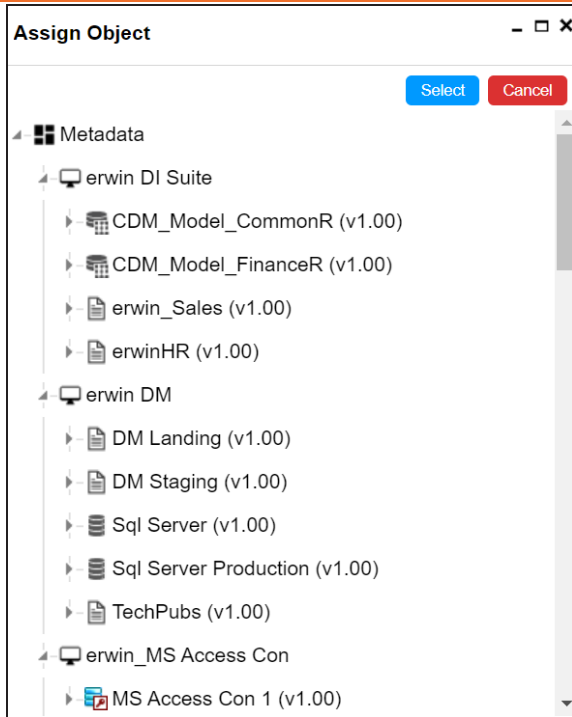 Assign Object
Select Cancel
Metadata
erwin DI Suite
CDM_Model_CommonR (v1.00)
CDM_Model_FinanceR (v1.00)
erwin_Sales (v1.00)
erwinHR (v1.00)
erwin DM
DM Landing (v1.00)
DM Staging (v1.00)
Sql Server (v1.00)
Sql Server Production (v1.00)
TechPubs (v1.00)
erwin_MS Access Con
MS Access Con 1 (v1.00)